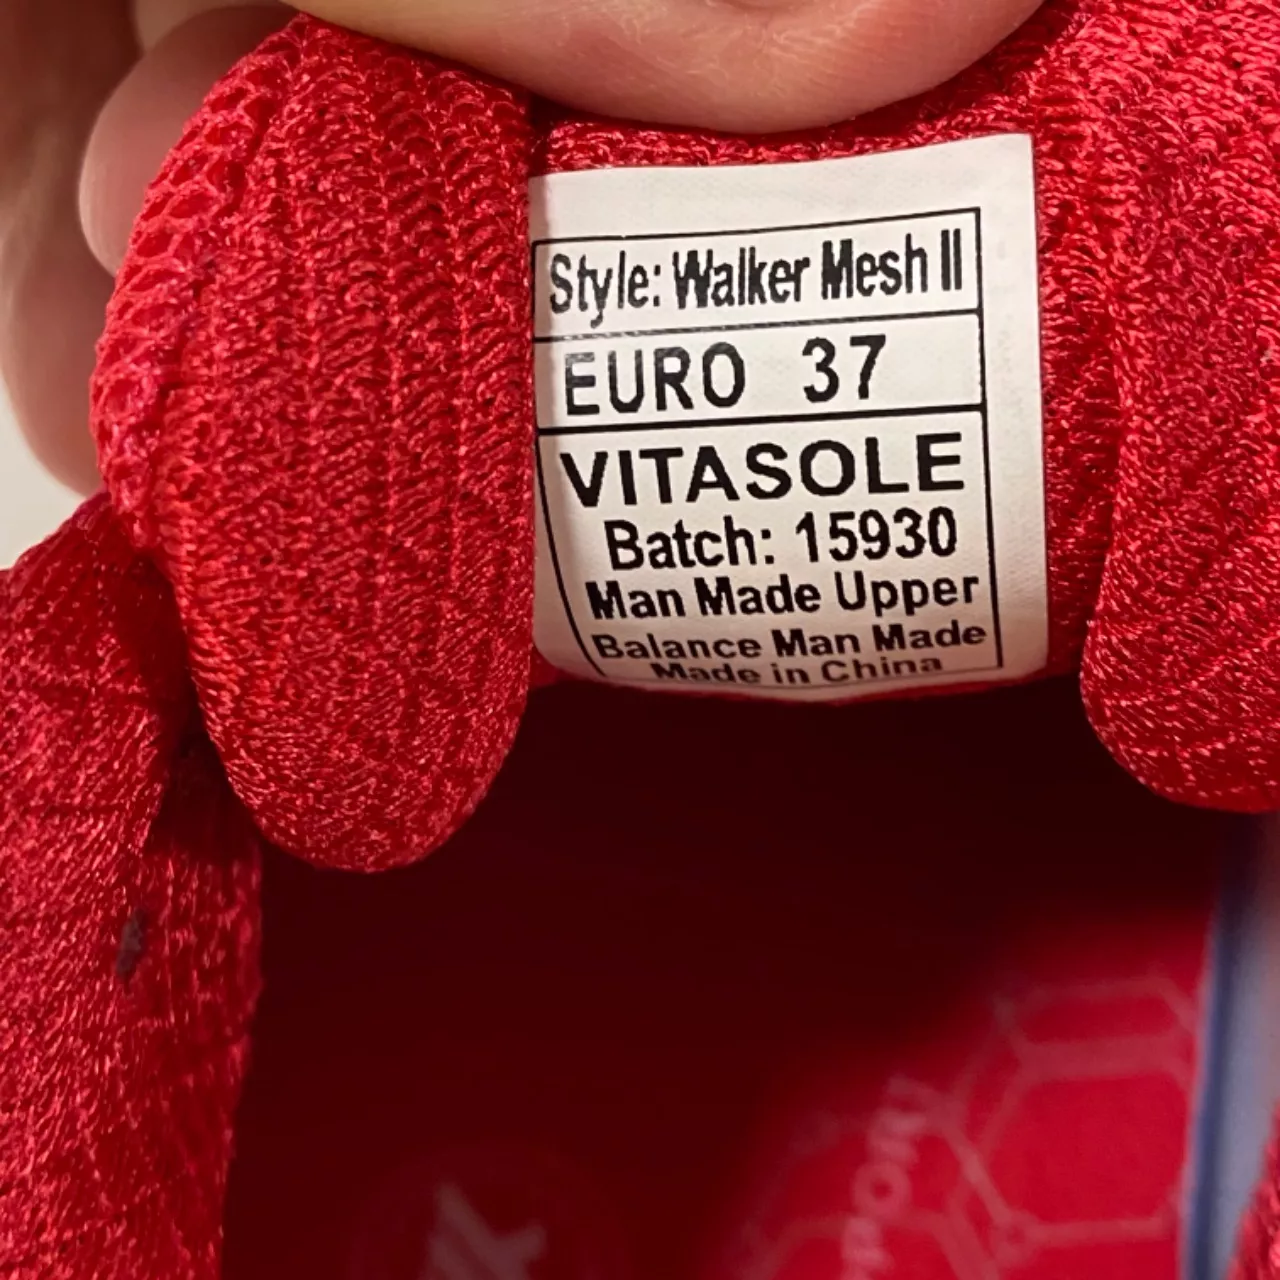 Style: Walker Mesh II
EURO 37
VITASOLE
Batch: 15930
Man Made Upper
Balance Man Made
Made in China